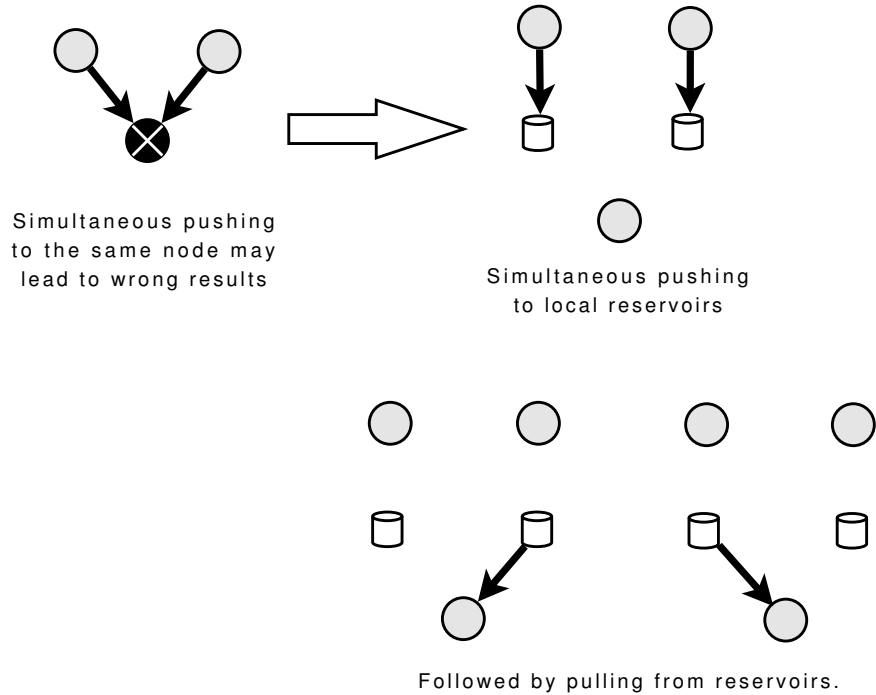 Simultaneous pushing
to the same node may
lead to wrong results
Simultaneous pushing
to local reservoirs
Followed by pulling from reservoirs.